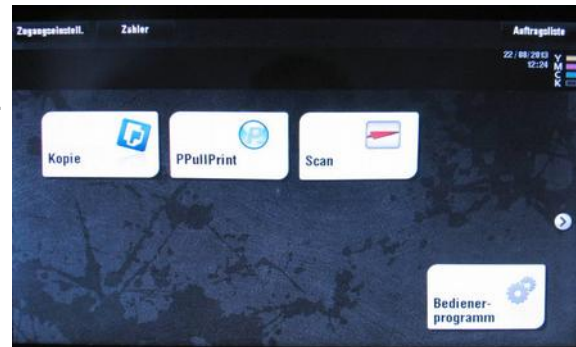 Zugangseinstell.
Zähler
Auftragsliste
22/08/2013
12:24
Y
M
C
K
Kopie
PPullPrint
Scan
Bediener-
programm